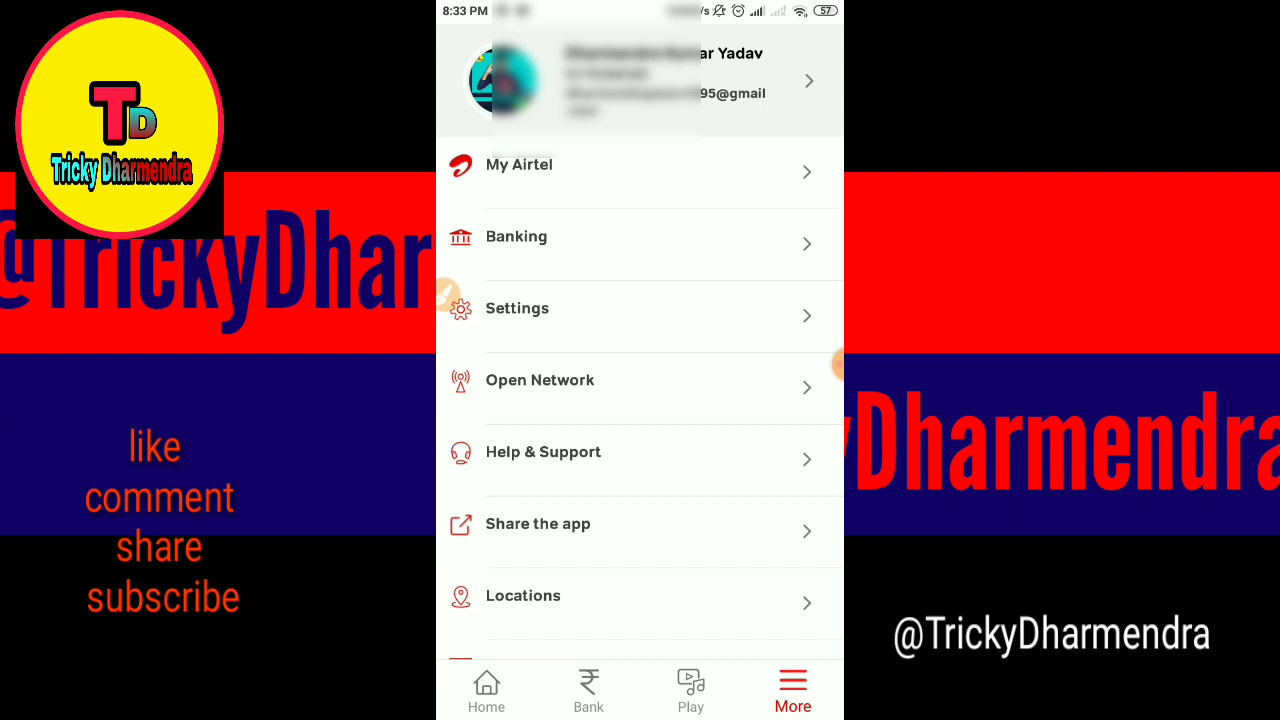 TD
Tricky Dharmendra
@TrickyDhar
like
comment
share
subscribe
8:33 PM
/s
57
ar Yadav
95@gmail
My Airtel
Banking
Settings
Open Network
Help & Support
Share the app
Locations
Home
Bank
Play
More
yDharmendra
@TrickyDharmendra